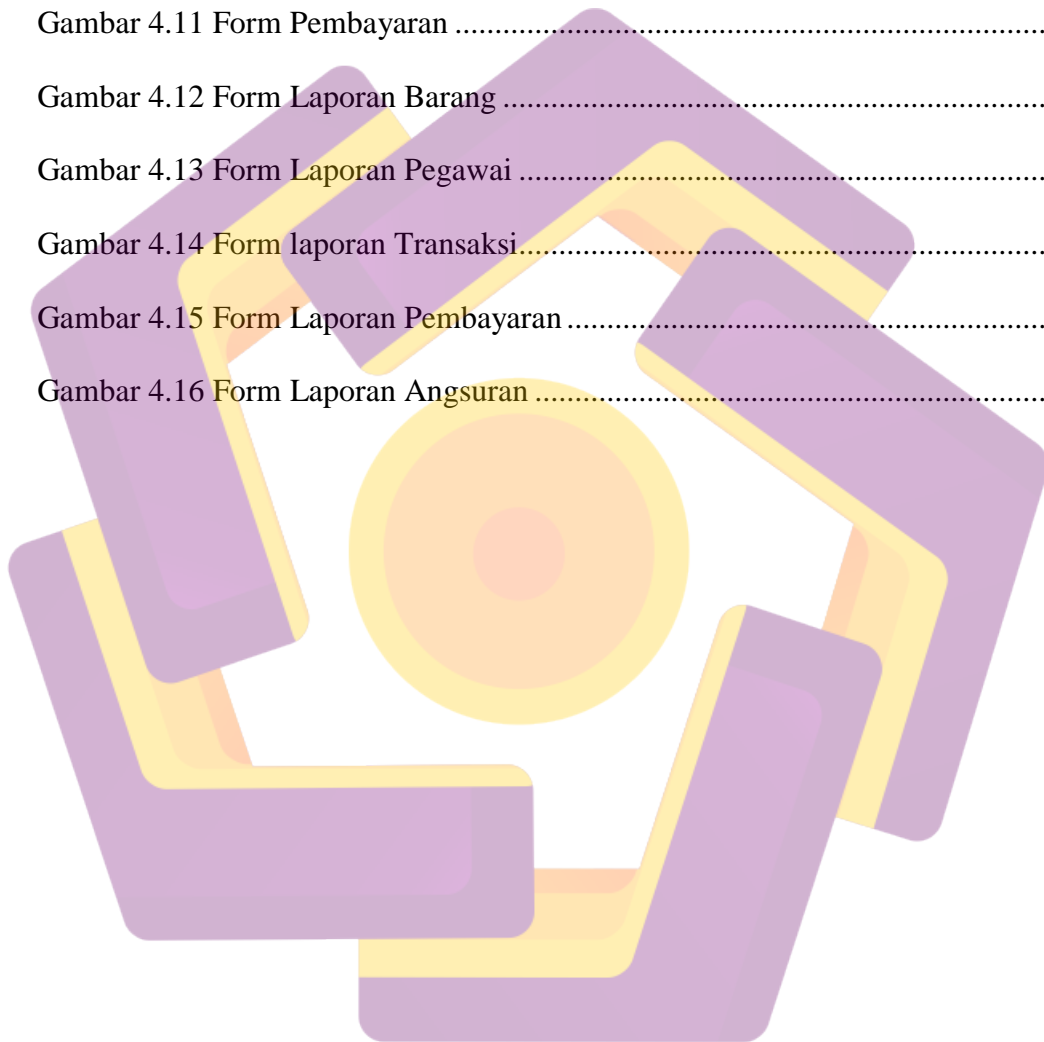 Gambar 4.11 Form Pembayaran ..........................................................................
Gambar 4.12 Form Laporan Barang ....................................................................
Gambar 4.13 Form Laporan Pegawai ..................................................................
Gambar 4.14 Form laporan Transaksi..................................................................
Gambar 4.15 Form Laporan Pembayaran ............................................................
Gambar 4.16 Form Laporan Angsuran ................................................................